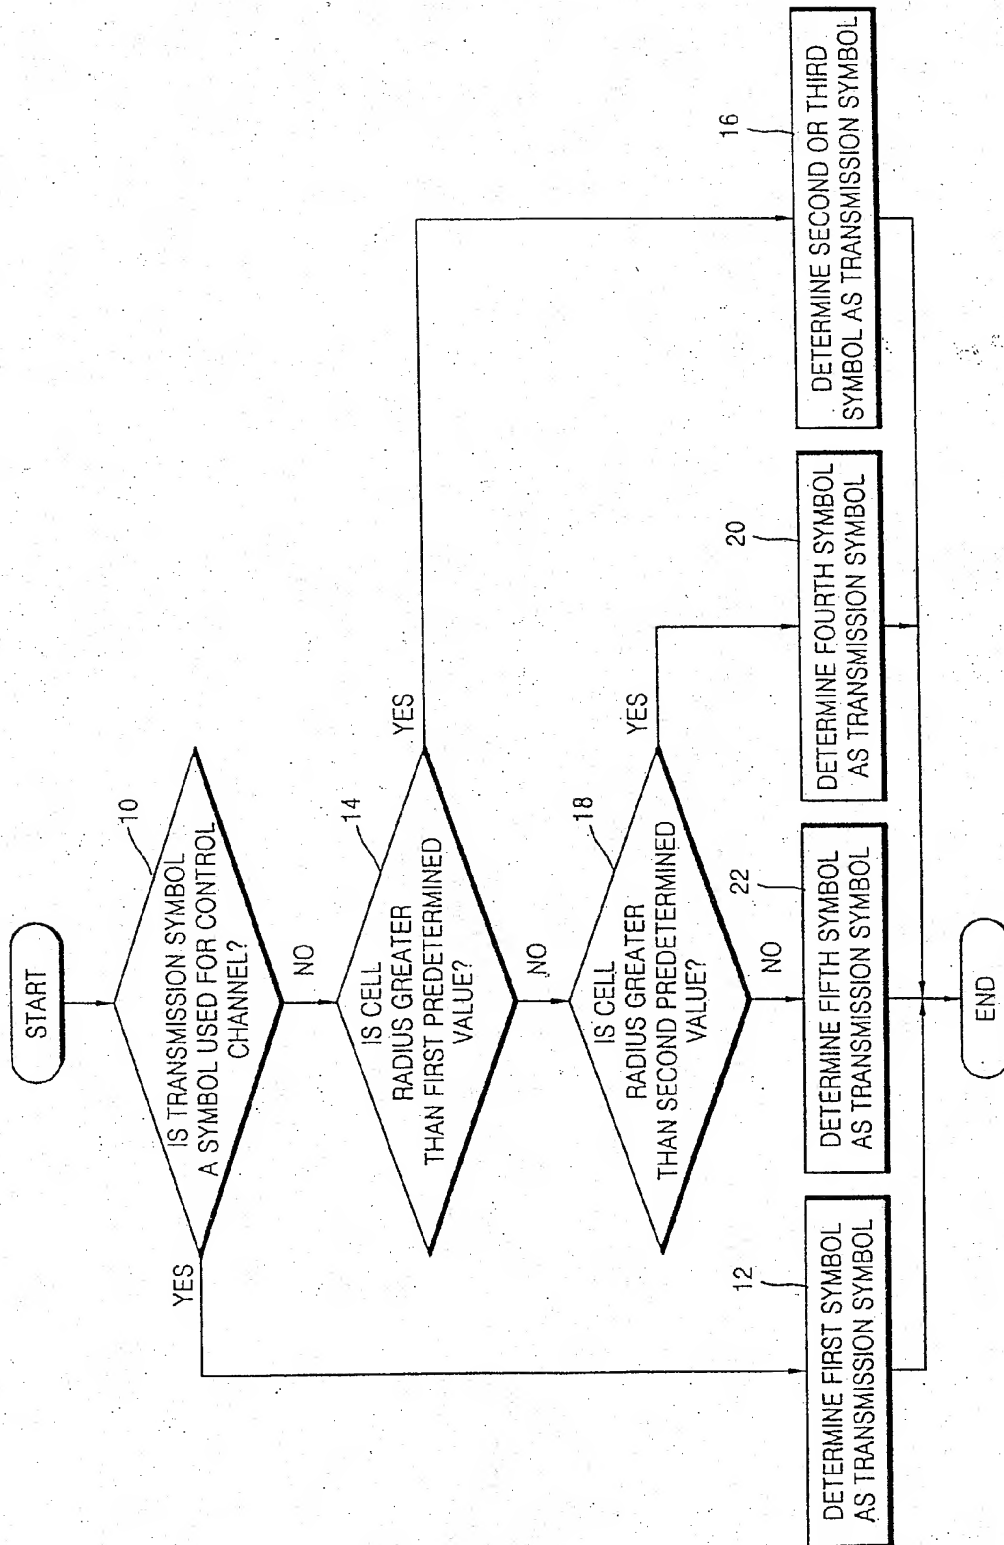 START
10
IS TRANSMISSION SYMBOL
A SYMBOL USED FOR CONTROL
CHANNEL?
YES
NO
14
IS CELL
RADIUS GREATER
THAN FIRST PREDETERMINED
VALUE?
YES
NO
18
IS CELL
RADIUS GREATER
THAN SECOND PREDETERMINED
VALUE?
YES
NO
12
DETERMINE FIRST SYMBOL
AS TRANSMISSION SYMBOL
22
DETERMINE FIFTH SYMBOL
AS TRANSMISSION SYMBOL
20
DETERMINE FOURTH SYMBOL
AS TRANSMISSION SYMBOL
16
DETERMINE SECOND OR THIRD
SYMBOL AS TRANSMISSION SYMBOL
END